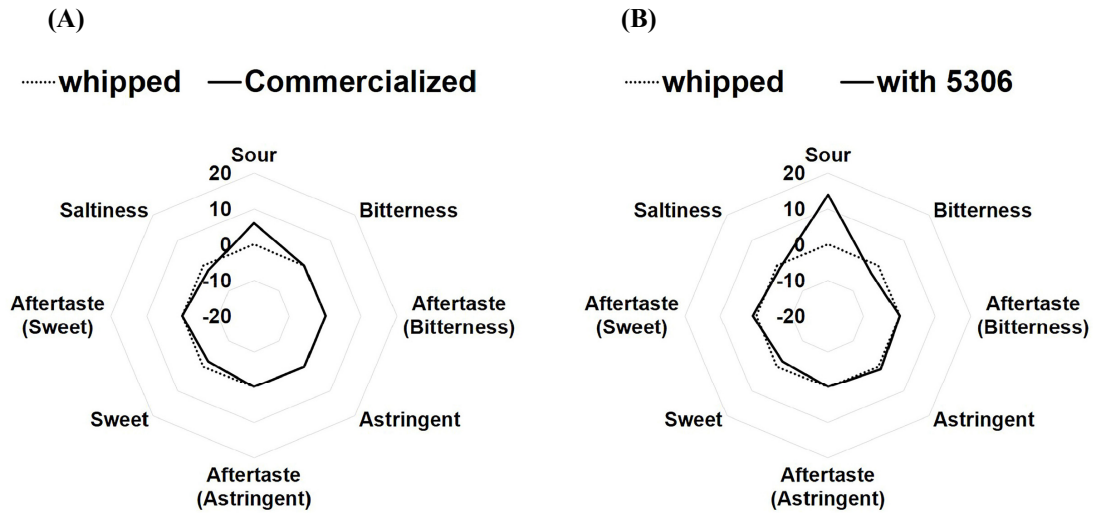 (A)
whipped
Commercialized
Sour
20
10
0
-10
-20
Bitterness
Aftertaste
(Bitterness)
Astringent
Aftertaste
(Astringent)
Sweet
Aftertaste
(Sweet)
Saltiness
(B)
whipped
with 5306
Sour
20
10
0
-10
-20
Bitterness
Aftertaste
(Bitterness)
Astringent
Aftertaste
(Astringent)
Sweet
Aftertaste
(Sweet)
Saltiness